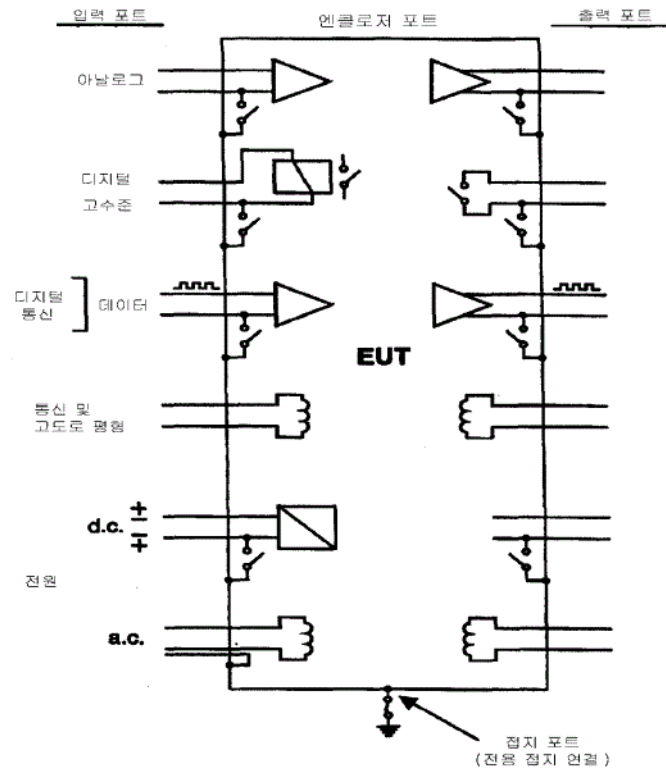 입력 포트
엔클로저 포트
출력 포트
아날로그
디지털
고수준
디지털
통신
데이터
EUT
통신 및
고도로 평형
d.c.
전원
a.c.
접지 포트
(전용 접지 연결)